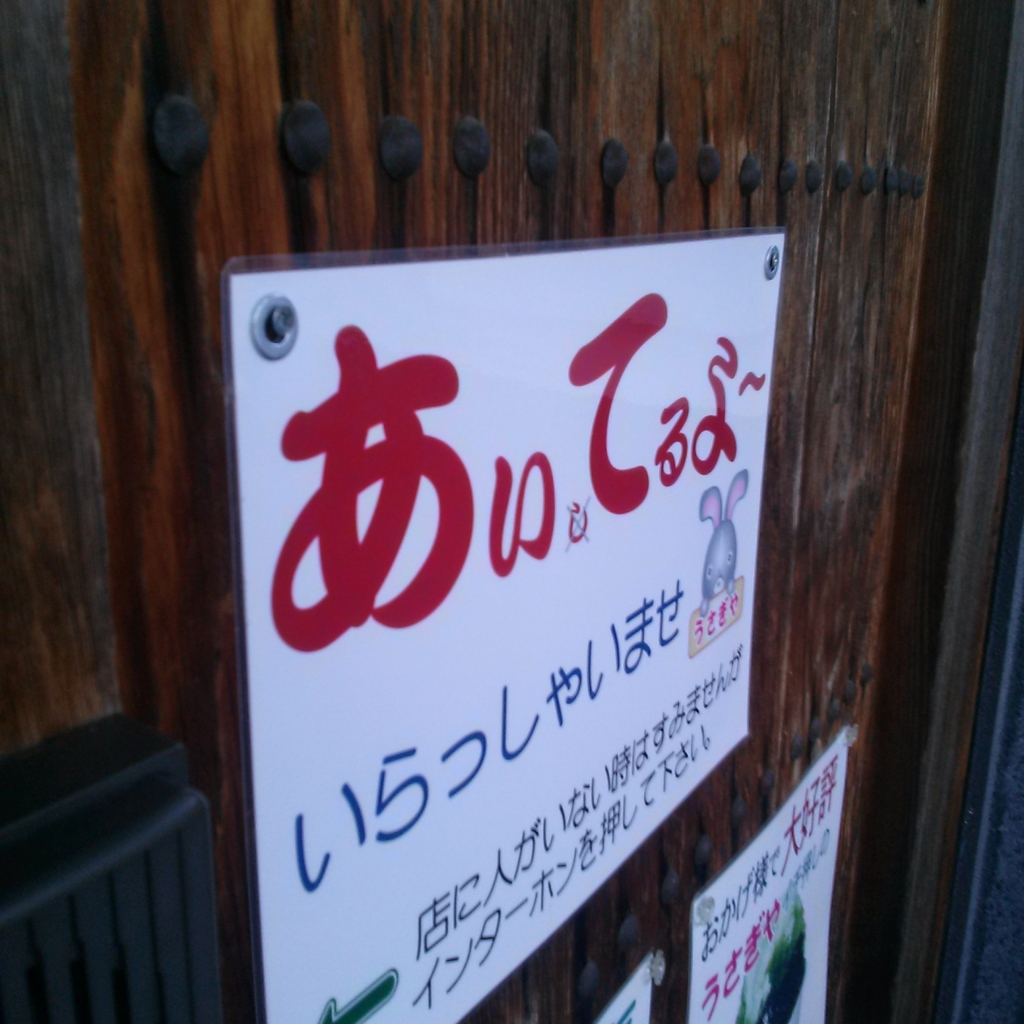 あいてるよ~
うさぎや
いらっしゃいませ
店に人がいない時はすみませんが
インターホンを押して下さい。
おかげ様で大好評
うさぎや